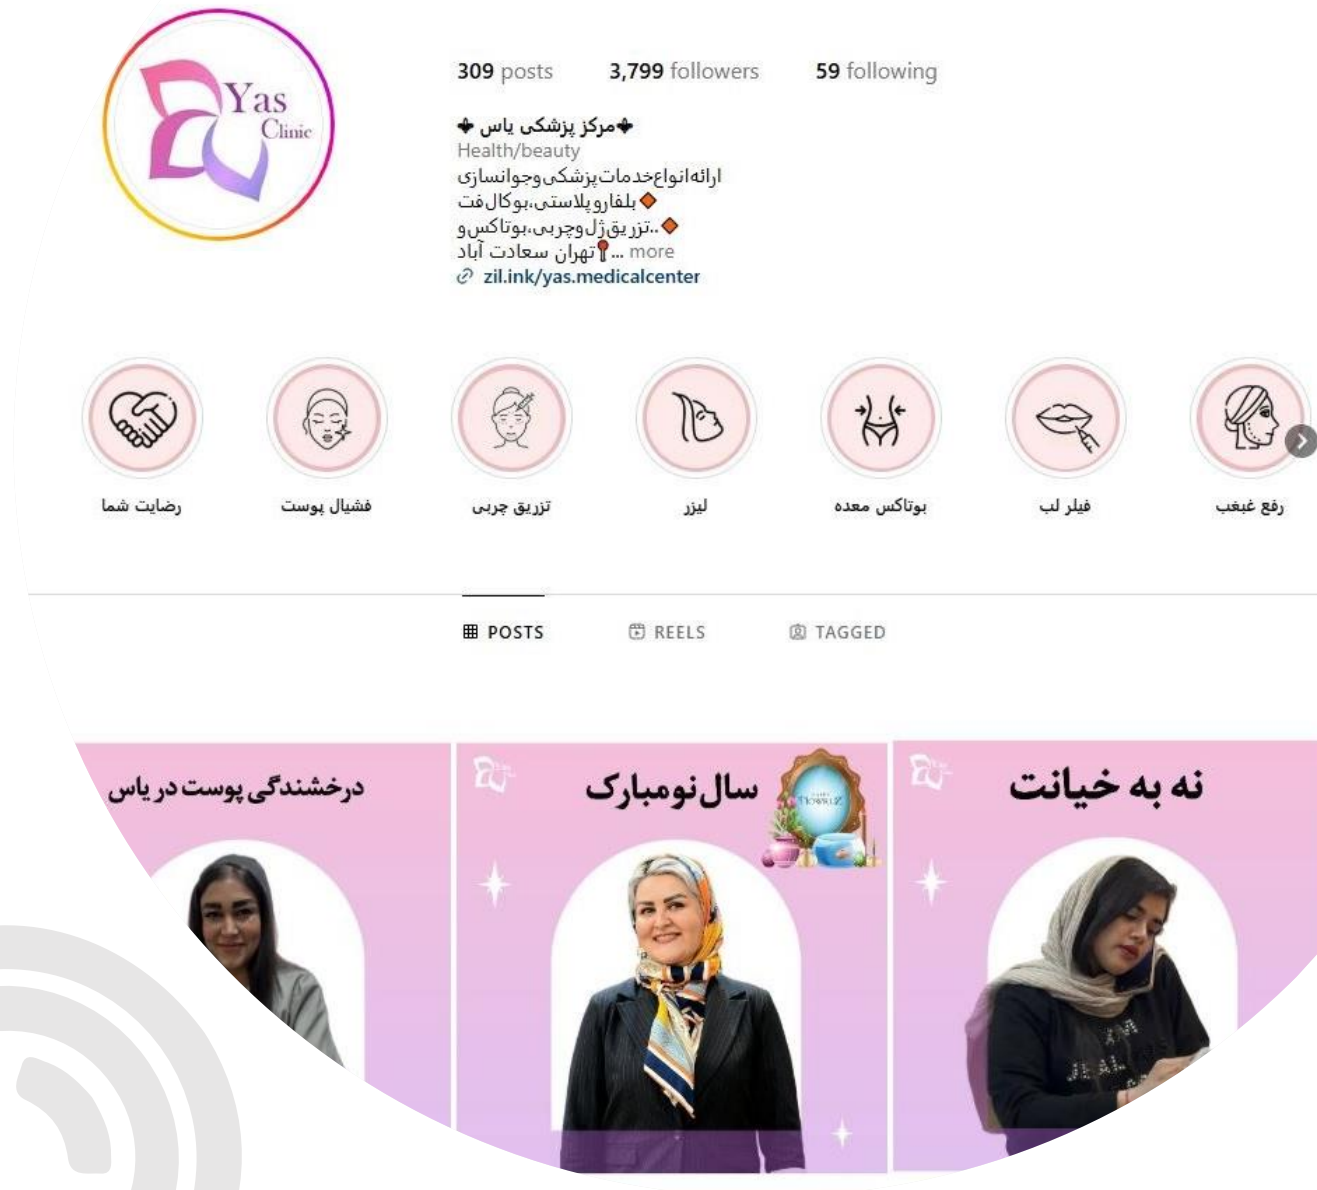 Yas
Clinic
309 posts 3,799 followers 59 following
مرکز پزشکی یاس
Health/beauty
ارائه‌انواع‌خدمات‌پزشکی‌وجوانسازی
بلفاروپلاستی،بوکال‌فت
..تزریق‌ژل‌وچربی،بوتاکس‌و
تهران سعادت آباد... more
zil.ink/yas.medicalcenter
رضایت شما
فشیال پوست
تزریق چربی
لیزر
بوتاکس معده
فیلر لب
رفع غبغب
POSTS REELS TAGGED
درخشندگی پوست در یاس
سال نو مبارک
نه به خیانت